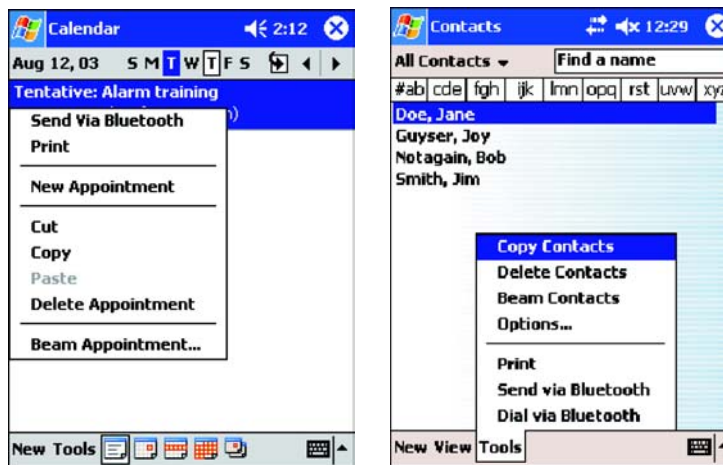 Calendar 2:12
Aug 12, 03 S M T W T F S
Tentative: Alarm training
)
Send Via Bluetooth
Print
New Appointment
Cut
Copy
Paste
Delete Appointment
Beam Appointment...
New Tools
Contacts 12:29
All Contacts Find a name
#ab cde fgh ijk lmn opq rst uvw xyz
Doe, Jane
Guyser, Joy
Notagain, Bob
Smith, Jim
Copy Contacts
Delete Contacts
Beam Contacts
Options...
Print
Send via Bluetooth
Dial via Bluetooth
New View Tools